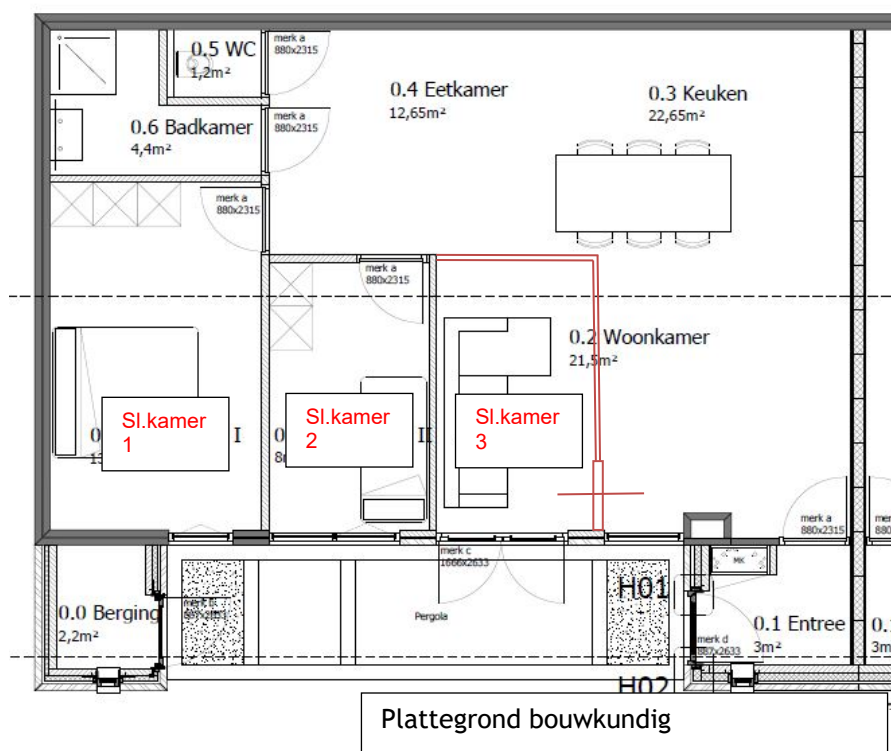 merk a
880x2315
0.5 WC
1,2m²
0.4 Eetkamer
12,65m²
0.3 Keuken
22,65m²
merk a
880x2315
0.6 Badkamer
4,4m²
merk a
880x2315
merk a
880x2315
0.2 Woonkamer
21,5m²
Sl.kamer
1
I
Sl.kamer
2
II
Sl.kamer
3
merk a
880x2315
merk c
1666x2633
MK
H01
0.0 Berging
2,2m²
Pergola
0.1 Entree
3m²
merk d
887x2633
H02
Plattegrond bouwkundig